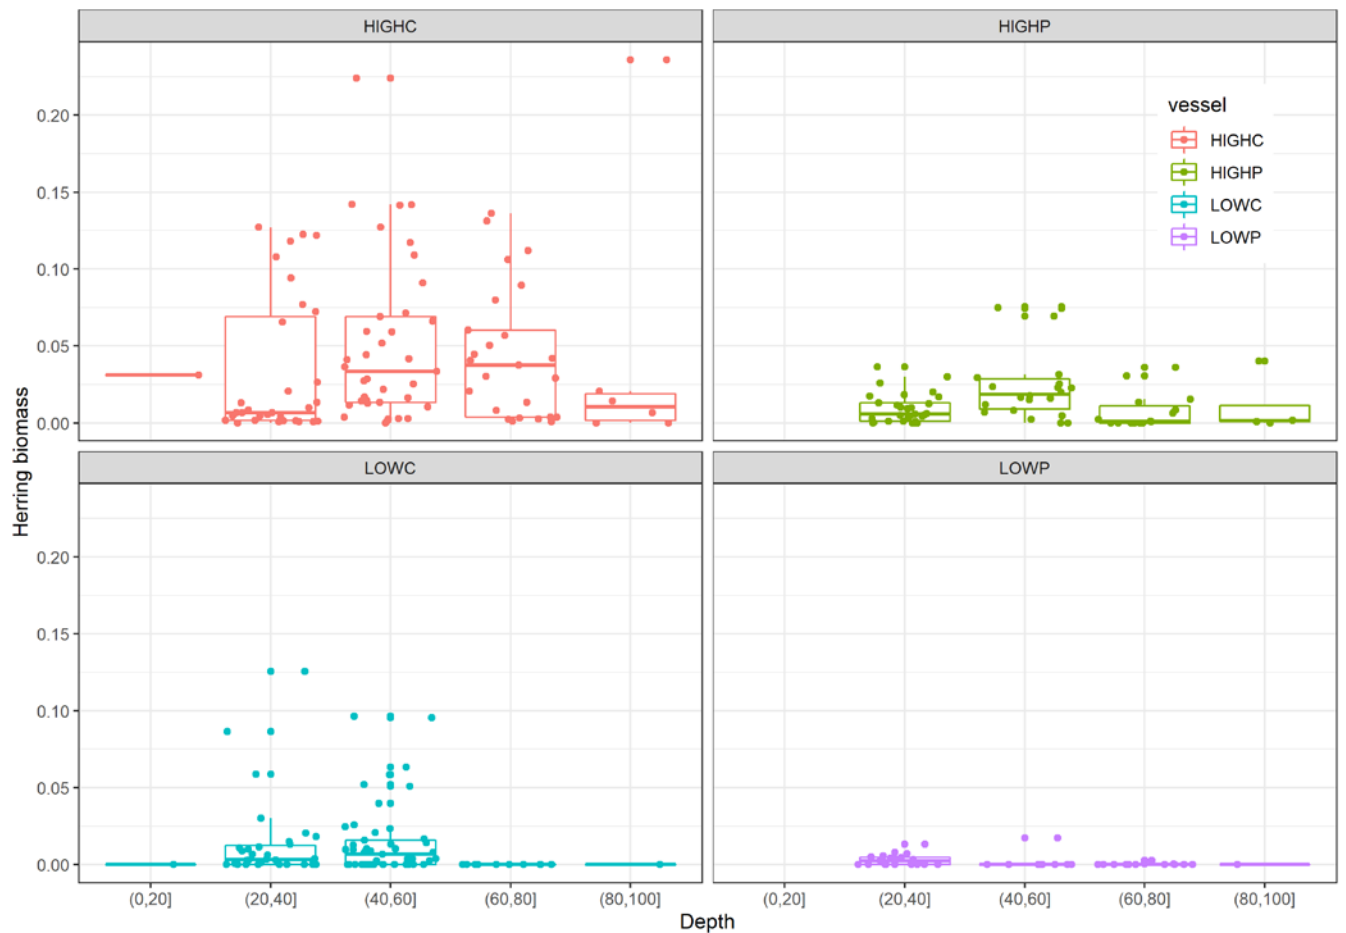 HIGHC
HIGHP
0.20
0.15
0.10
0.05
0.00
vessel
HIGHC
HIGHP
LOWC
LOWP
Herring biomass
LOWC
LOWP
0.20
0.15
0.10
0.05
0.00
(0,20] (20,40] (40,60] (60,80] (80,100] (0,20] (20,40] (40,60] (60,80] (80,100]
Depth